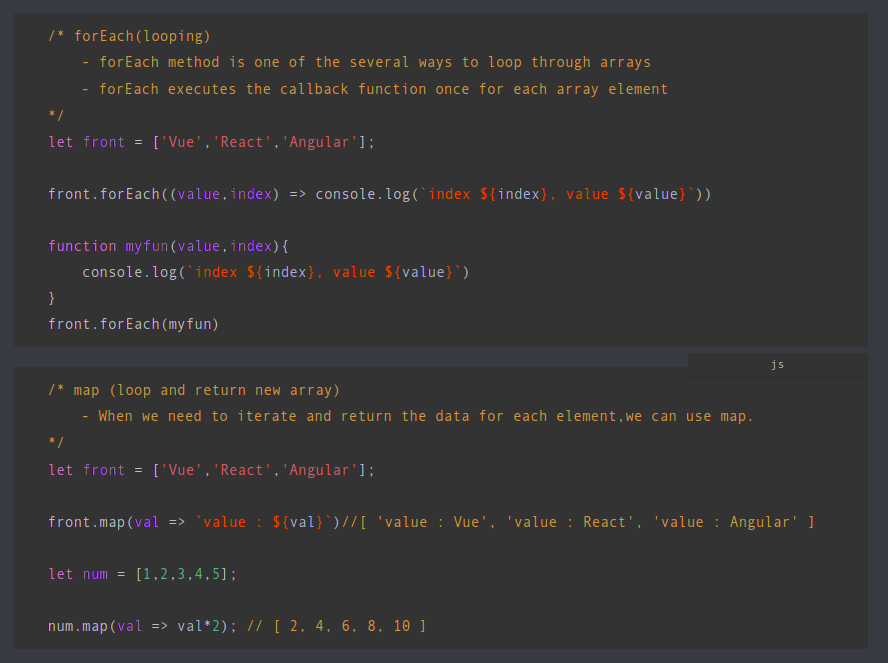 /* forEach(looping)
    - forEach method is one of the several ways to loop through arrays
    - forEach executes the callback function once for each array element
*/
let front = ['Vue','React','Angular'];
front.forEach((value,index) => console.log(`index ${index}, value ${value}`))
function myfun(value,index){
    console.log(`index ${index}, value ${value}`)
}
front.forEach(myfun)
js
/* map (loop and return new array)
    - When we need to iterate and return the data for each element,we can use map.
*/
let front = ['Vue','React','Angular'];
front.map(val => `value : ${val}`)//[ 'value : Vue', 'value : React', 'value : Angular' ]
let num = [1,2,3,4,5];
num.map(val => val*2); // [ 2, 4, 6, 8, 10 ]